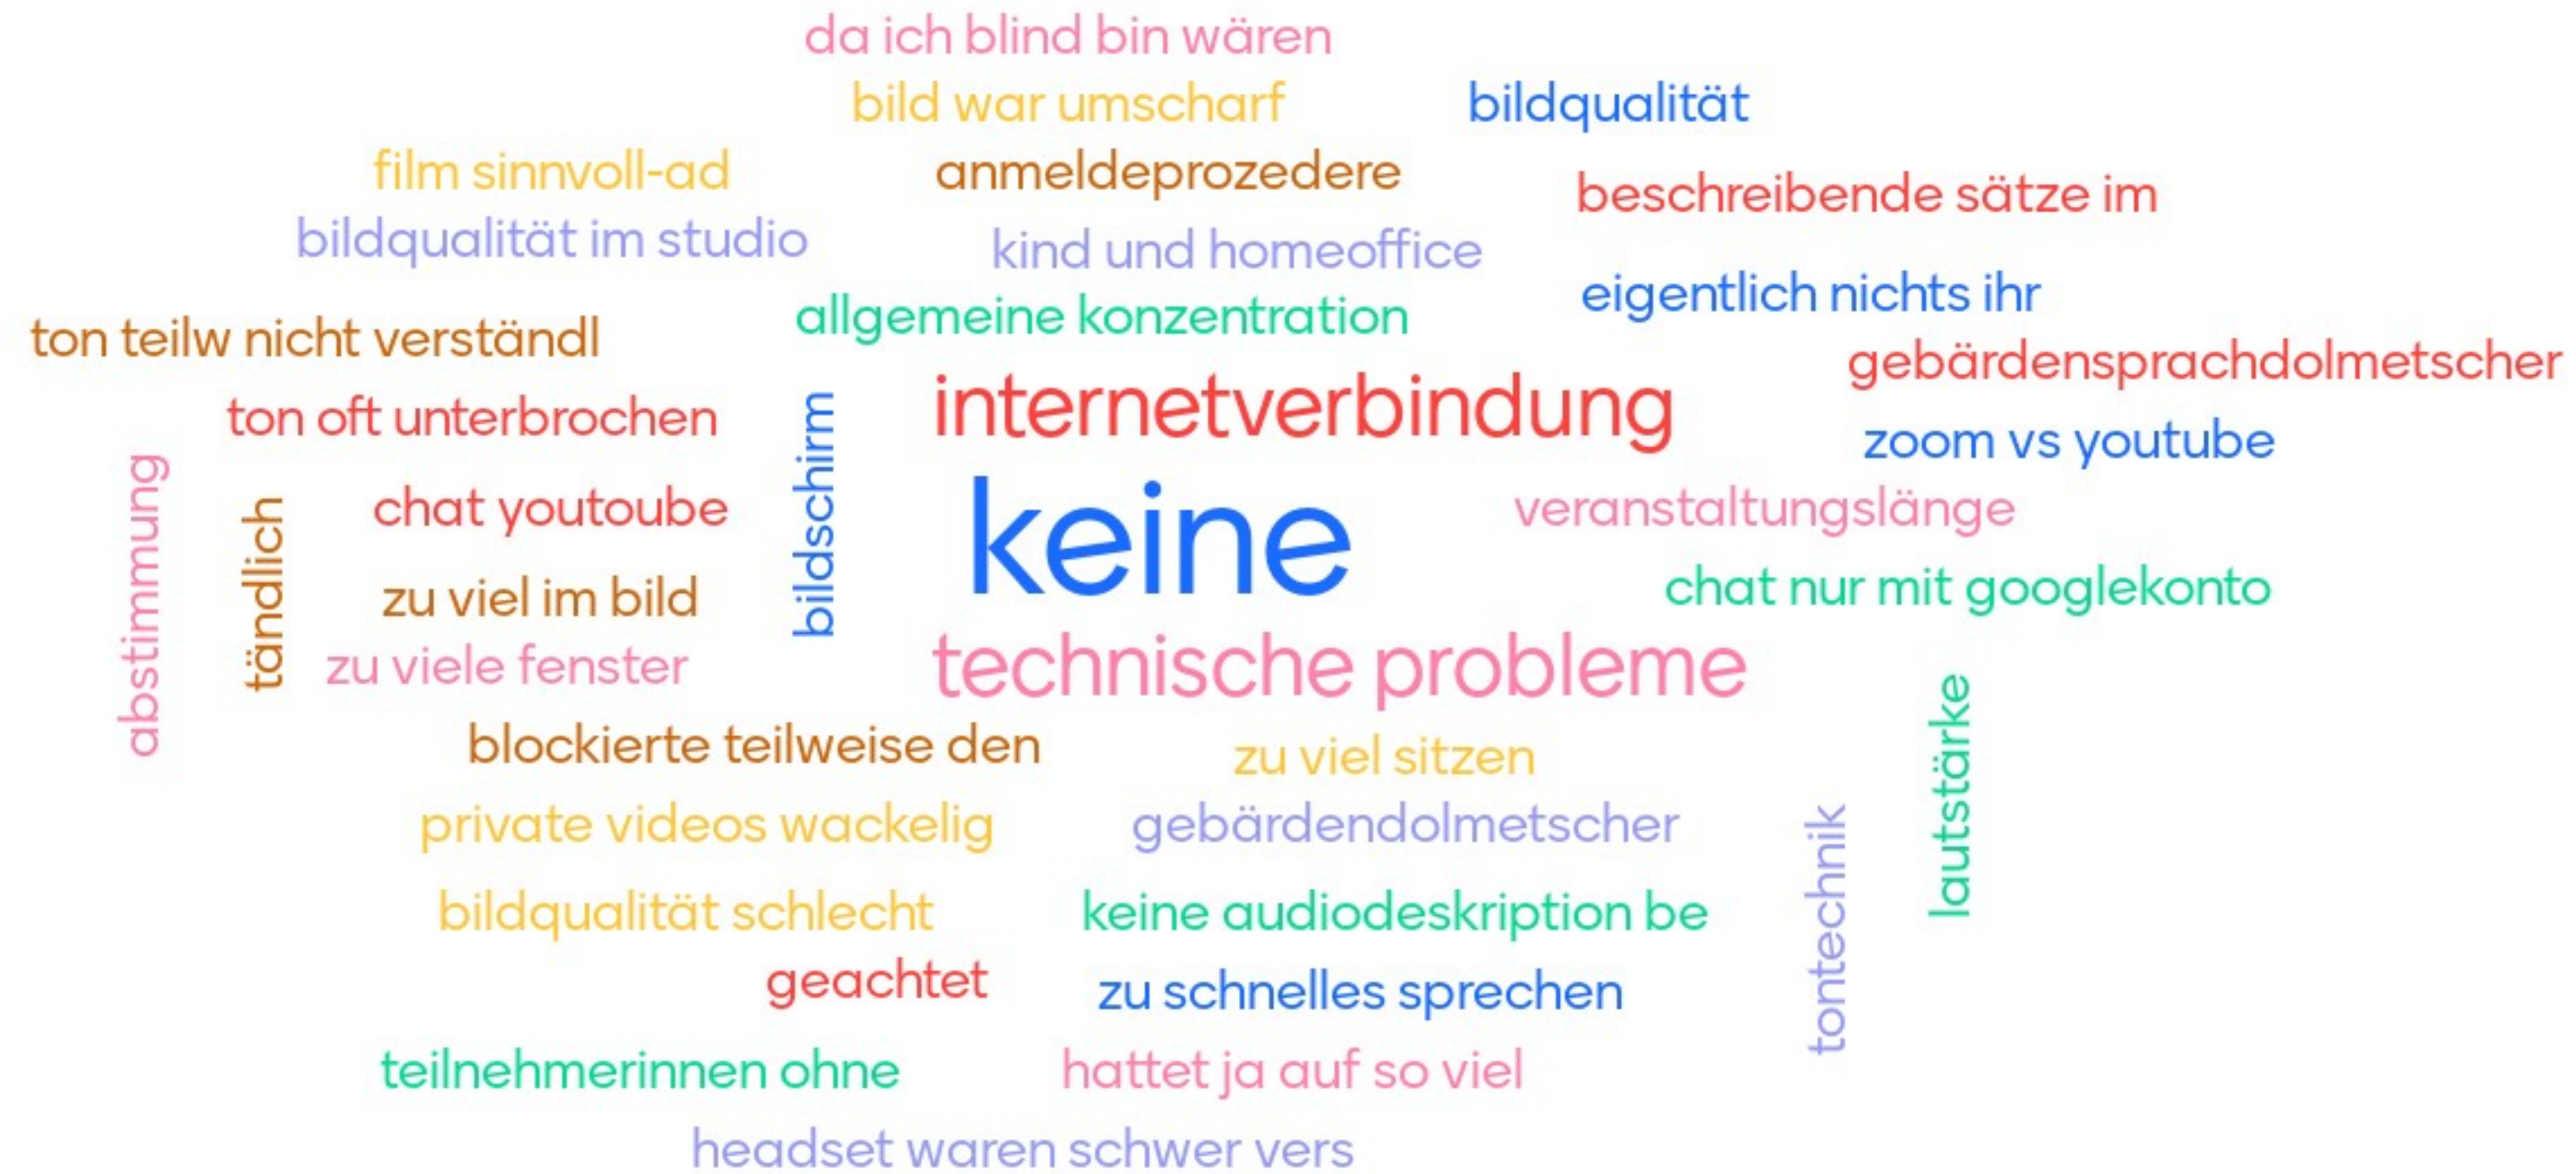 da ich blind bin wären
bild war umscharf
bildqualität
film sinnvoll-ad
anmeldeprozedere
beschreibende sätze im
bildqualität im studio
kind und homeoffice
eigentlich nichts ihr
allgemeine konzentration
ton teilw nicht verständl
gebärdensprachdolmetscher
ton oft unterbrochen
internetverbindung
zoom vs youtube
bildschirm
abstimmung
tändlich
chat youtoube
keine
veranstaltungslänge
zu viel im bild
chat nur mit googlekonto
zu viele fenster
technische probleme
blockierte teilweise den
zu viel sitzen
lautstärke
private videos wackelig
gebärdendolmetscher
tontechnik
bildqualität schlecht
keine audiodeskription be
geachtet
zu schnelles sprechen
teilnehmerinnen ohne
hattet ja auf so viel
headset waren schwer vers